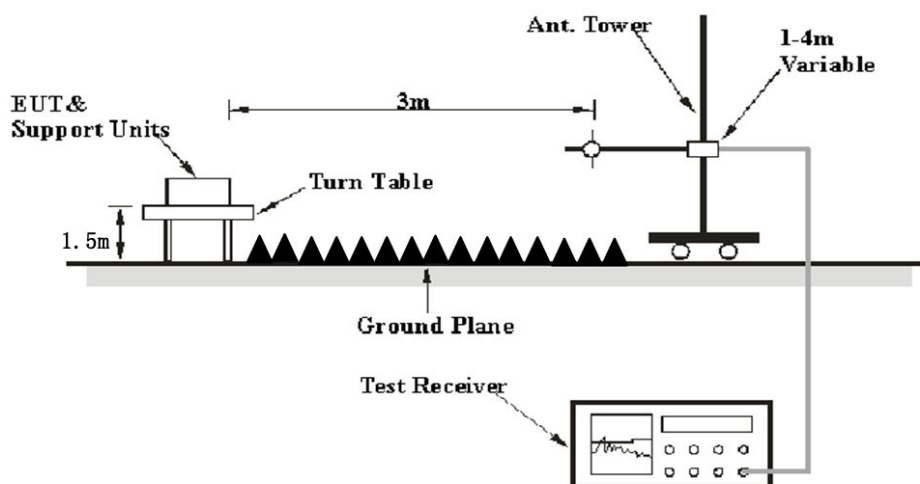 Ant. Tower
1-4m
Variable
3m
EUT&
Support Units
Turn Table
1.5m
Ground Plane
Test Receiver